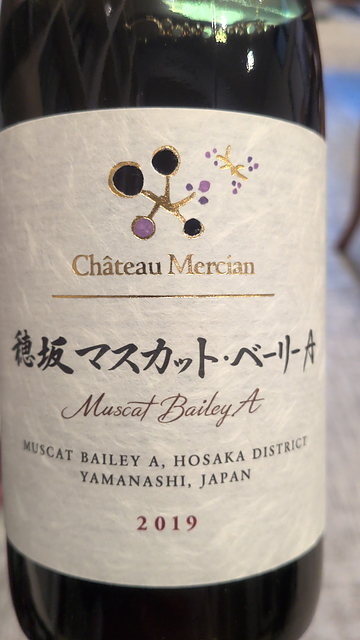 Château Mercian
穂坂マスカット・ベーリーA
Muscat Bailey A
MUSCAT BAILEY A, HOSAKA DISTRICT
YAMANASHI, JAPAN
2019